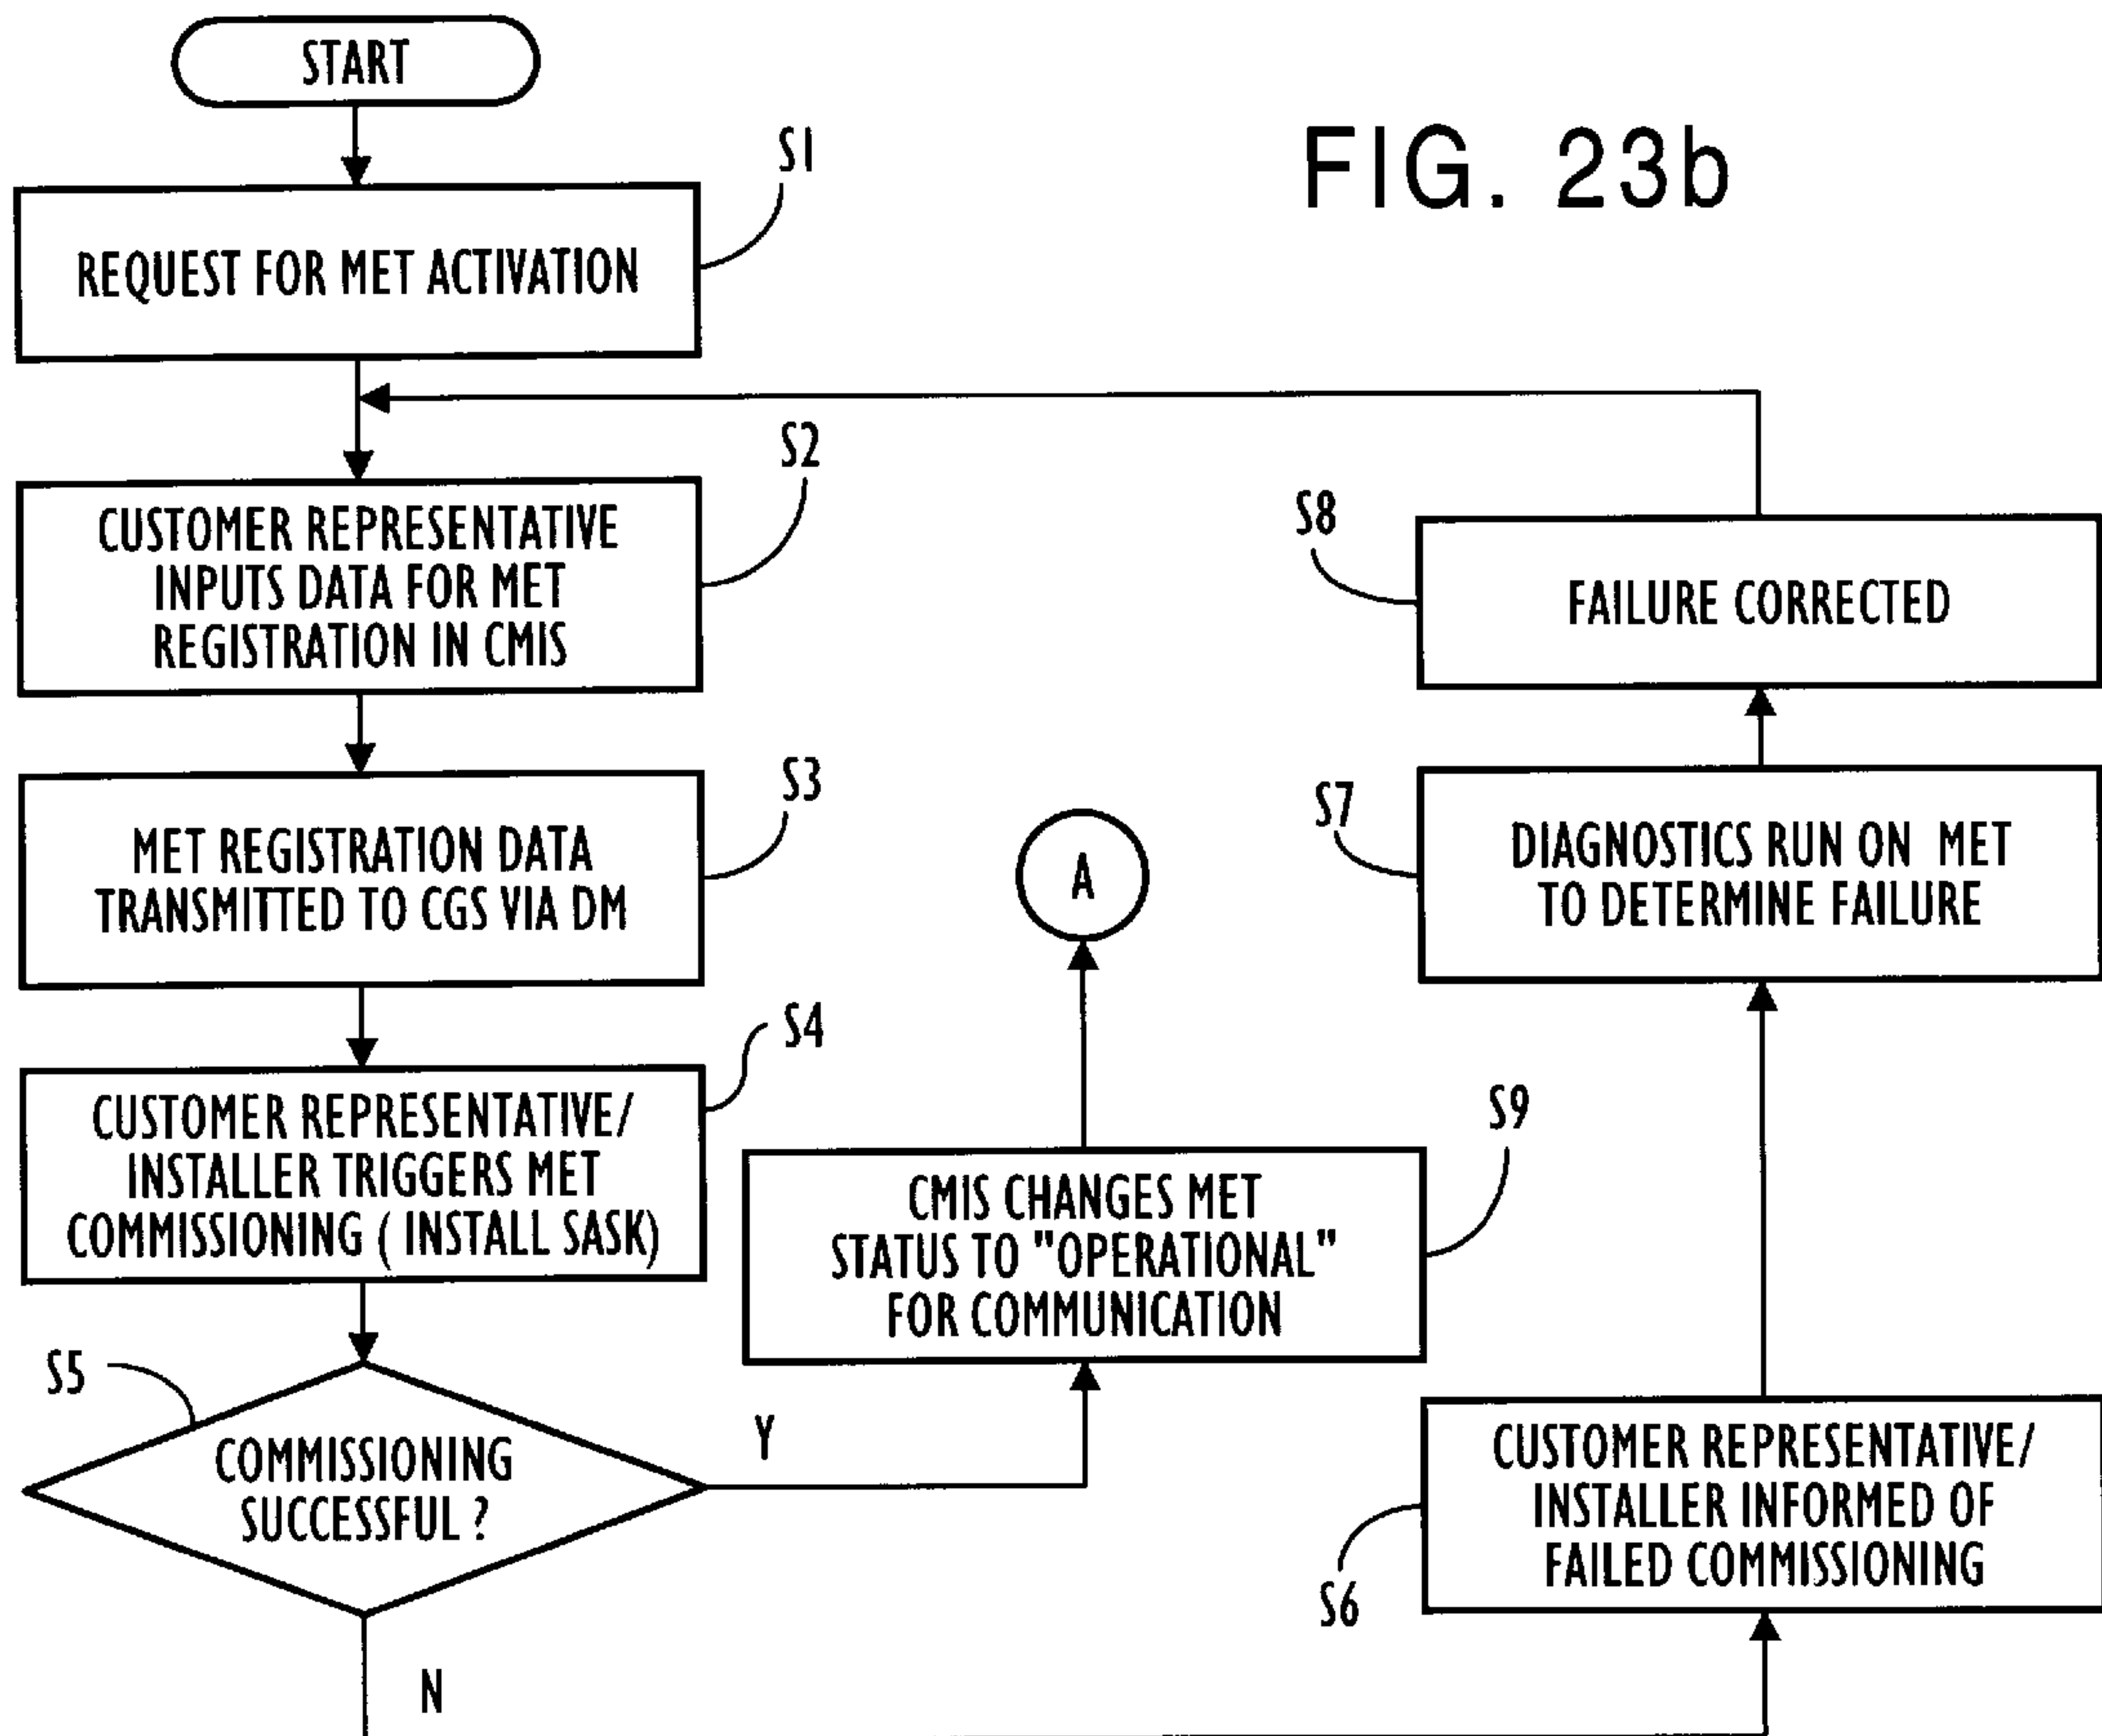 START
FIG. 23b
S1
REQUEST FOR MET ACTIVATION
S2
CUSTOMER REPRESENTATIVE
INPUTS DATA FOR MET
REGISTRATION IN CMIS
S3
MET REGISTRATION DATA
TRANSMITTED TO CGS VIA DM
S4
CUSTOMER REPRESENTATIVE/
INSTALLER TRIGGERS MET
COMMISSIONING ( INSTALL SASK)
S5
COMMISSIONING
SUCCESSFUL ?
Y
N
A
S9
CMIS CHANGES MET
STATUS TO "OPERATIONAL"
FOR COMMUNICATION
S8
FAILURE CORRECTED
S7
DIAGNOSTICS RUN ON MET
TO DETERMINE FAILURE
CUSTOMER REPRESENTATIVE/
INSTALLER INFORMED OF
FAILED COMMISSIONING
S6